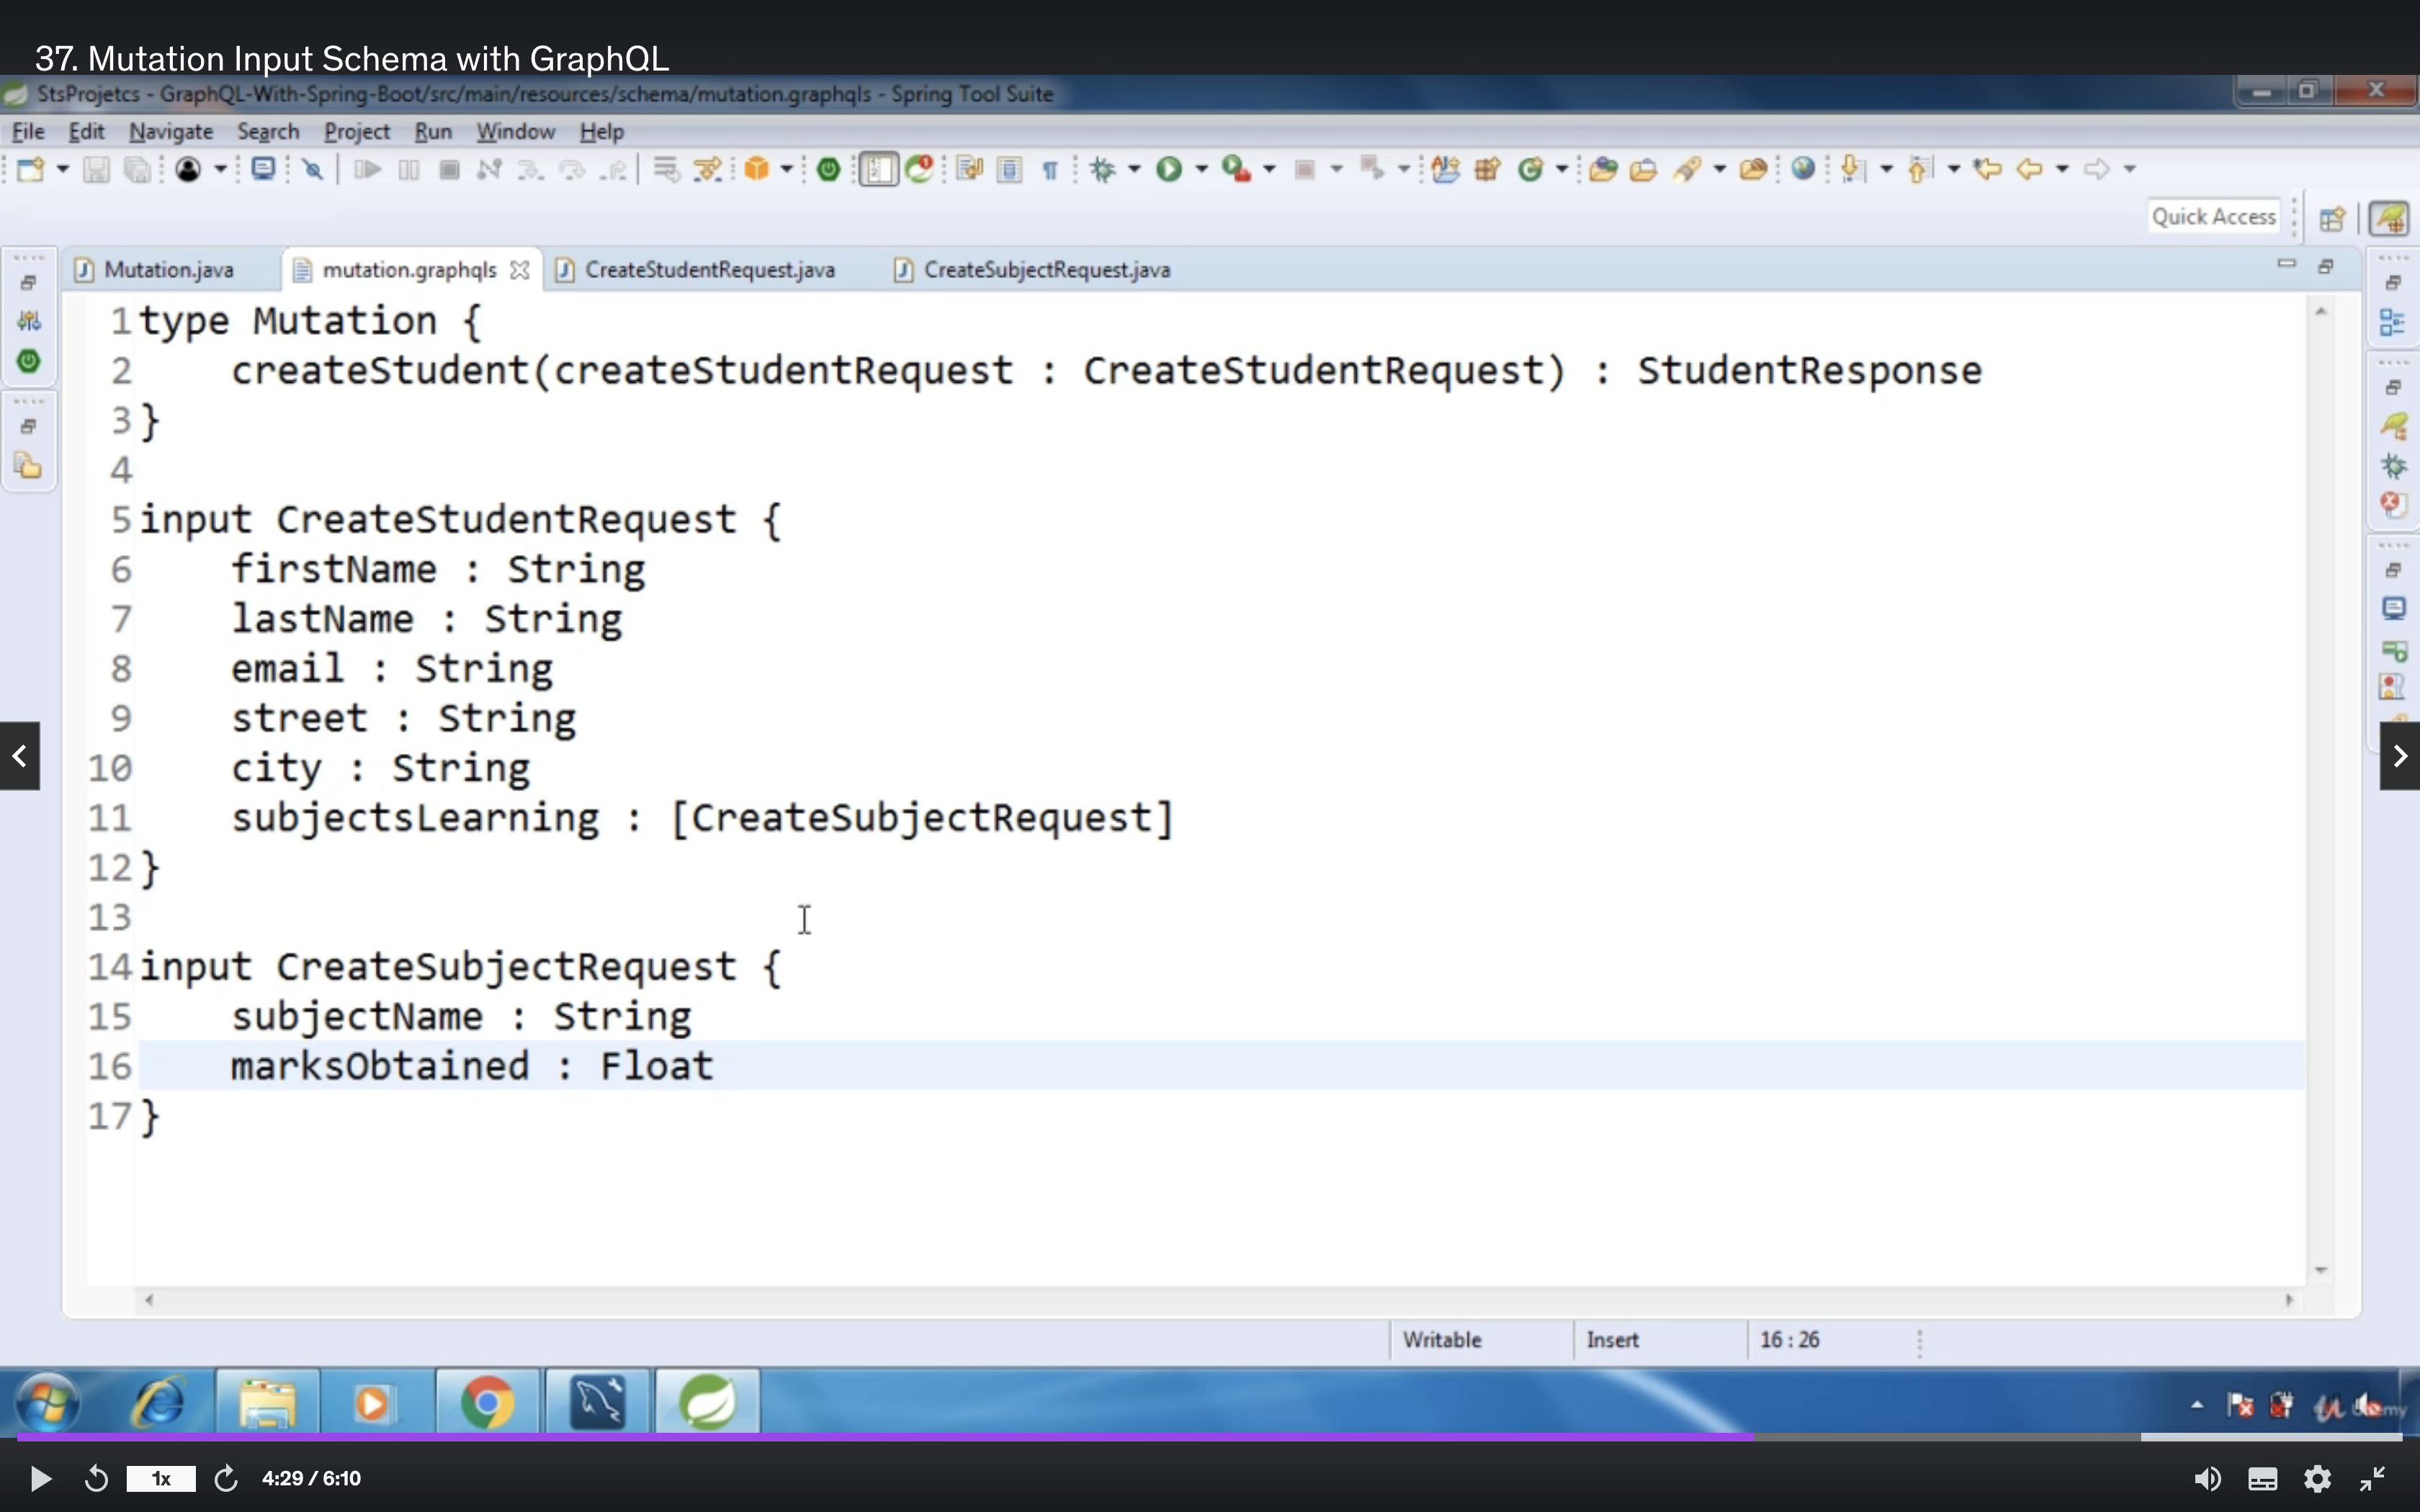 37. Mutation Input Schema with GraphQL
StsProjetcs - GraphQL-With-Spring-Boot/src/main/resources/schema/mutation.graphqls - Spring Tool Suite
File Edit Navigate Search Project Run Window Help
Quick Access
Mutation.java mutation.graphqls CreateStudentRequest.java CreateSubjectRequest.java
1 type Mutation {
2 createStudent(createStudentRequest : CreateStudentRequest) : StudentResponse
3 }
4
5 input CreateStudentRequest {
6 firstName : String
7 lastName : String
8 email : String
9 street : String
10 city : String
11 subjectsLearning : [CreateSubjectRequest]
12 }
13
14 input CreateSubjectRequest {
15 subjectName : String
16 marksObtained : Float
17 }
Writable Insert 16 : 26
1x 4:29 / 6:10